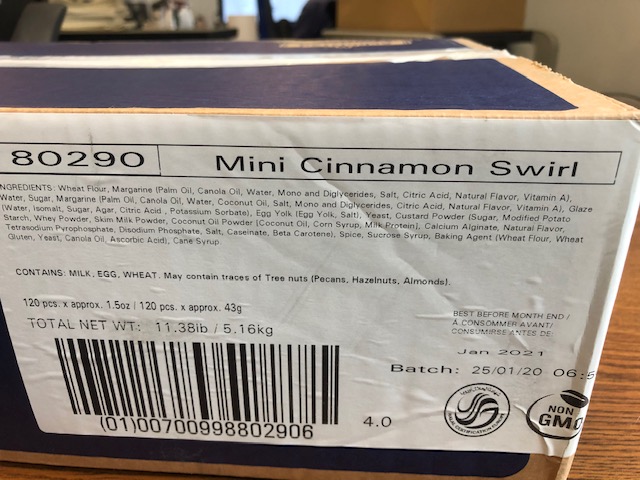 80290 Mini Cinnamon Swirl
NGREDIENTS: Wheat Flour, Margarine (Palm Oil, Canola Oil, Water, Mono and Diglycerides, Salt, Citric Acid, Natural Flavor, Vitamin A),
Water, Sugar, Margarine (Palm Oil, Canola Oil, Water, Coconut Oil, Salt, Mono and Diglycerides, Citric Acid, Natural Flavor, Vitamin A), Glaze
(Water, Isomalt, Sugar, Agar, Citric Acid , Potassium Sorbate), Egg Yolk (Egg Yolk, Salt), Yeast, Custard Powder (Sugar, Modified Potato
Starch, Whey Powder, Skim Milk Powder, Coconut Oil Powder (Coconut Oil, Corn Syrup, Milk Protein), Calcium Alginate, Natural Flavor,
Tetrasodium Pyrophosphate, Disodium Phosphate, Salt, Caseinate, Beta Carotene), Spice, Sucrose Syrup, Baking Agent (Wheat Flour, Wheat
Gluten, Yeast, Canola Oil, Ascorbic Acid), Cane Syrup.
CONTAINS: MILK, EGG, WHEAT. May contain traces of Tree nuts (Pecans, Hazelnuts, Almonds).
120 pcs. x approx. 1.5oz / 120 pcs. x approx. 43g
TOTAL NET WT: 11.38lb / 5.16kg
BEST BEFORE MONTH END /
À CONSOMMER AVANT/
CONSUMIRSE ANTES DE:
Jan 2021
Batch: 25/01/20 06:5
(01)00700998802906
4.0
NON
GMO